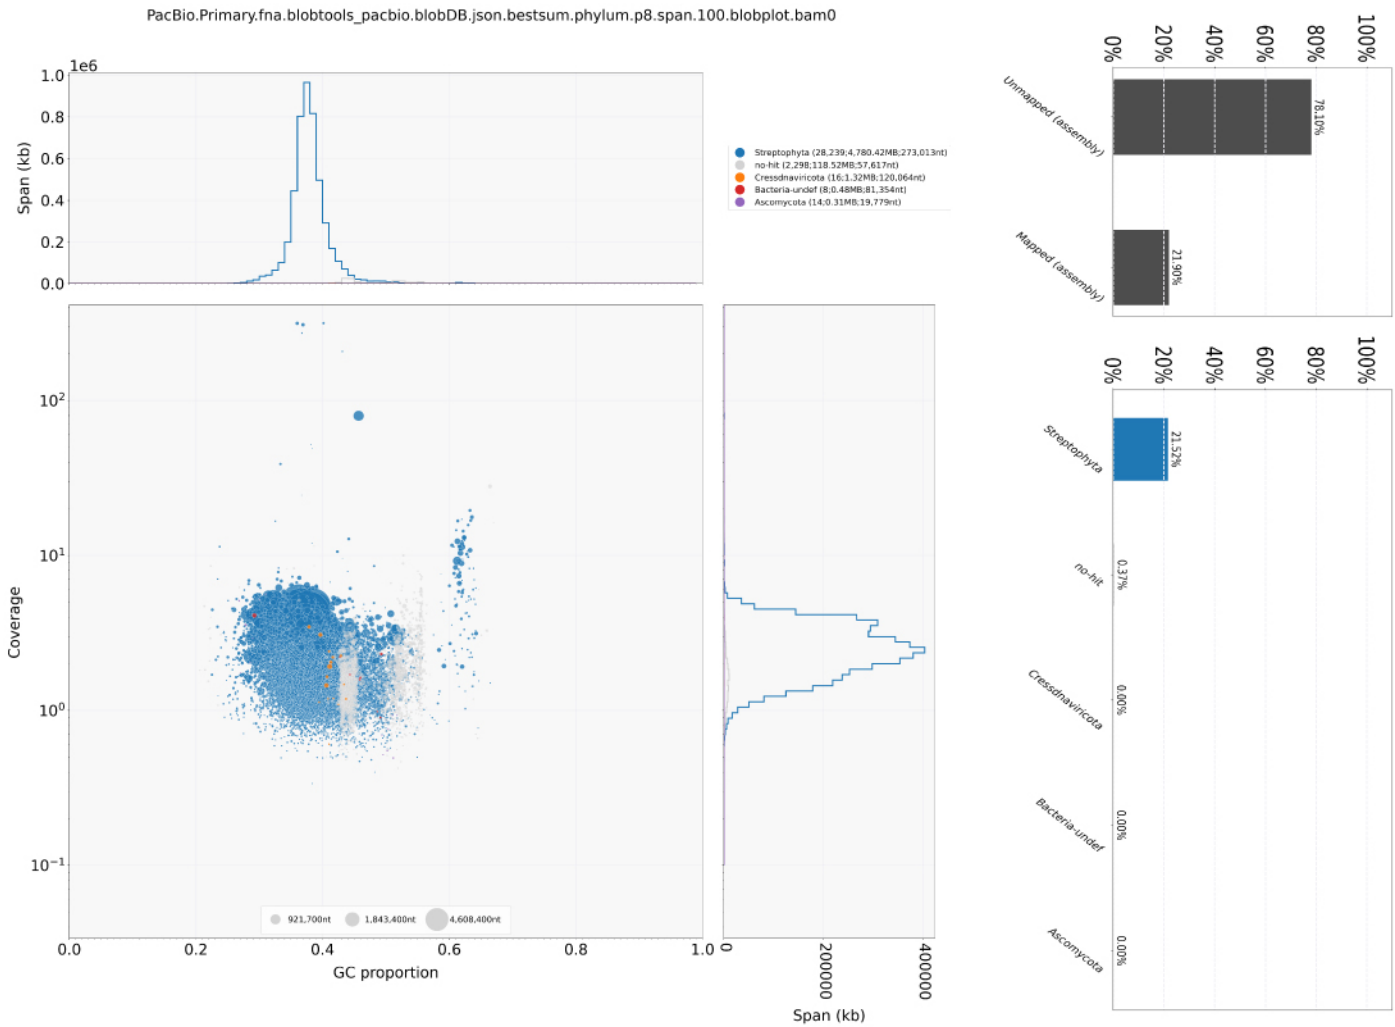 PacBio.Primary.fna.blobtools_pacbio.blobDB.json.bestsum.phylum.p8.span.100.blobplot.bam0
1e6
1.0
0.8
0.6
0.4
0.2
0.0
Span (kb)
Streptophyta (28,239;4,780.42MB;273,013nt)
no-hit (2,298;118.52MB;57,617nt)
Cressdnaviricota (16;1.32MB;120,064nt)
Bacteria-undef (8;0.48MB;81,354nt)
Ascomycota (14;0.31MB;19,779nt)
10²
10¹
10⁰
10⁻¹
Coverage
921,700nt 1,843,400nt 4,608,400nt
0.0 0.2 0.4 0.6 0.8 1.0
GC proportion
0 200000 400000
Span (kb)
0% 20% 40% 60% 80% 100%
Unmapped (assembly) 78.10%
Mapped (assembly) 21.90%
0% 20% 40% 60% 80% 100%
Streptophyta 21.52%
no-hit 0.37%
Cressdnaviricota 0.00%
Bacteria-undef 0.00%
Ascomycota 0.00%